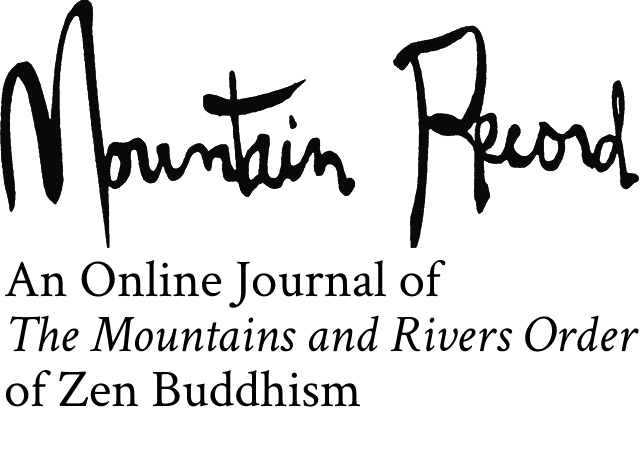 Mountain Record
An Online Journal of
The Mountains and Rivers Order
of Zen Buddhism